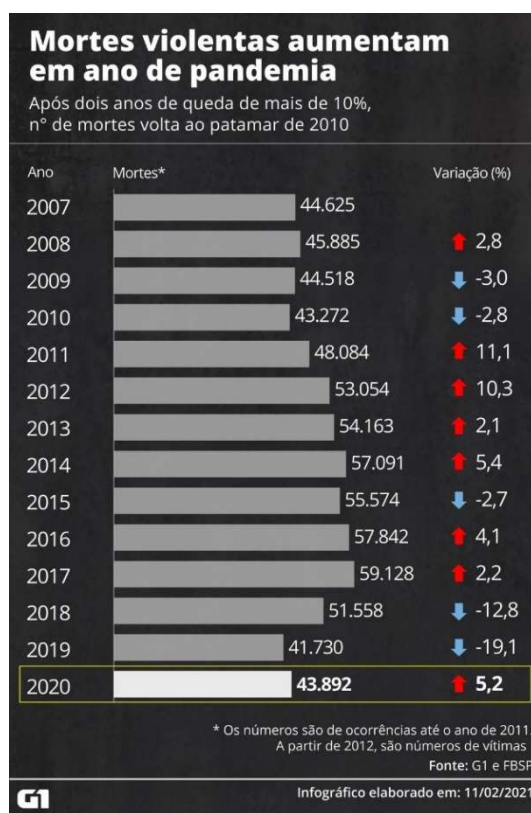 Mortes violentas aumentam
em ano de pandemia
Após dois anos de queda de mais de 10%,
n° de mortes volta ao patamar de 2010
Ano Mortes* Variação (%)
2007 44.625
2008 45.885 2,8
2009 44.518 -3,0
2010 43.272 -2,8
2011 48.084 11,1
2012 53.054 10,3
2013 54.163 2,1
2014 57.091 5,4
2015 55.574 -2,7
2016 57.842 4,1
2017 59.128 2,2
2018 51.558 -12,8
2019 41.730 -19,1
2020 43.892 5,2
* Os números são de ocorrências até o ano de 2011.
A partir de 2012, são números de vítimas
Fonte: G1 e FBSP
G1 Infográfico elaborado em: 11/02/2021